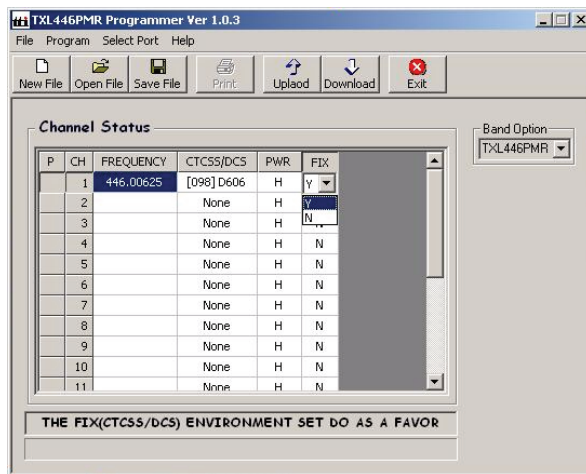 TXL446PMR Programmer Ver 1.0.3
File Program Select Port Help
New File Open File Save File Print Uplaod Download Exit
Channel Status
Band Option
TXL446PMR
P CH FREQUENCY CTCSS/DCS PWR FIX
1 446.00625 [098] D606 H Y
Y
N
2 None H
3 None H N
4 None H N
5 None H N
6 None H N
7 None H N
8 None H N
9 None H N
10 None H N
11 None H N
THE FIX(CTCSS/DCS) ENVIRONMENT SET DO AS A FAVOR